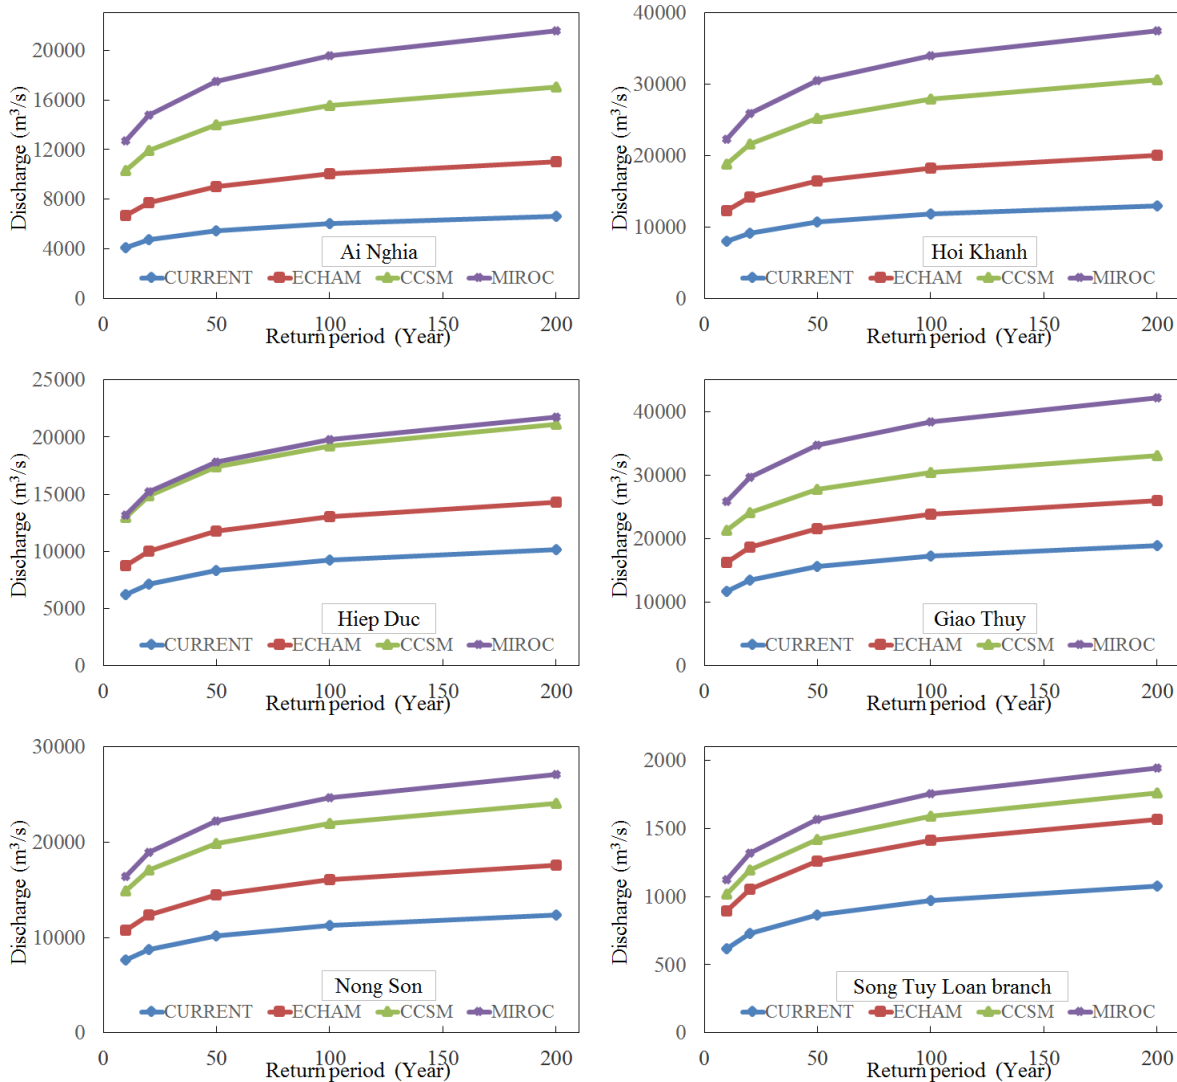 Discharge (m³/s)
20000
16000
12000
8000
4000
0
Ai Nghia
CURRENT ECHAM CCSM MIROC
0 50 100 150 200
Return period (Year)
Discharge (m³/s)
40000
30000
20000
10000
0
Hoi Khanh
CURRENT ECHAM CCSM MIROC
0 50 100 150 200
Return period (Year)
Discharge (m³/s)
25000
20000
15000
10000
5000
0
Hiep Duc
CURRENT ECHAM CCSM MIROC
0 50 100 150 200
Return period (Year)
Discharge (m³/s)
40000
30000
20000
10000
0
Giao Thuy
CURRENT ECHAM CCSM MIROC
0 50 100 150 200
Return period (Year)
Discharge (m³/s)
30000
20000
10000
0
Nong Son
CURRENT ECHAM CCSM MIROC
0 50 100 150 200
Return period (Year)
Discharge (m³/s)
2000
1500
1000
500
0
Song Tuy Loan branch
CURRENT ECHAM CCSM MIROC
0 50 100 150 200
Return period (Year)